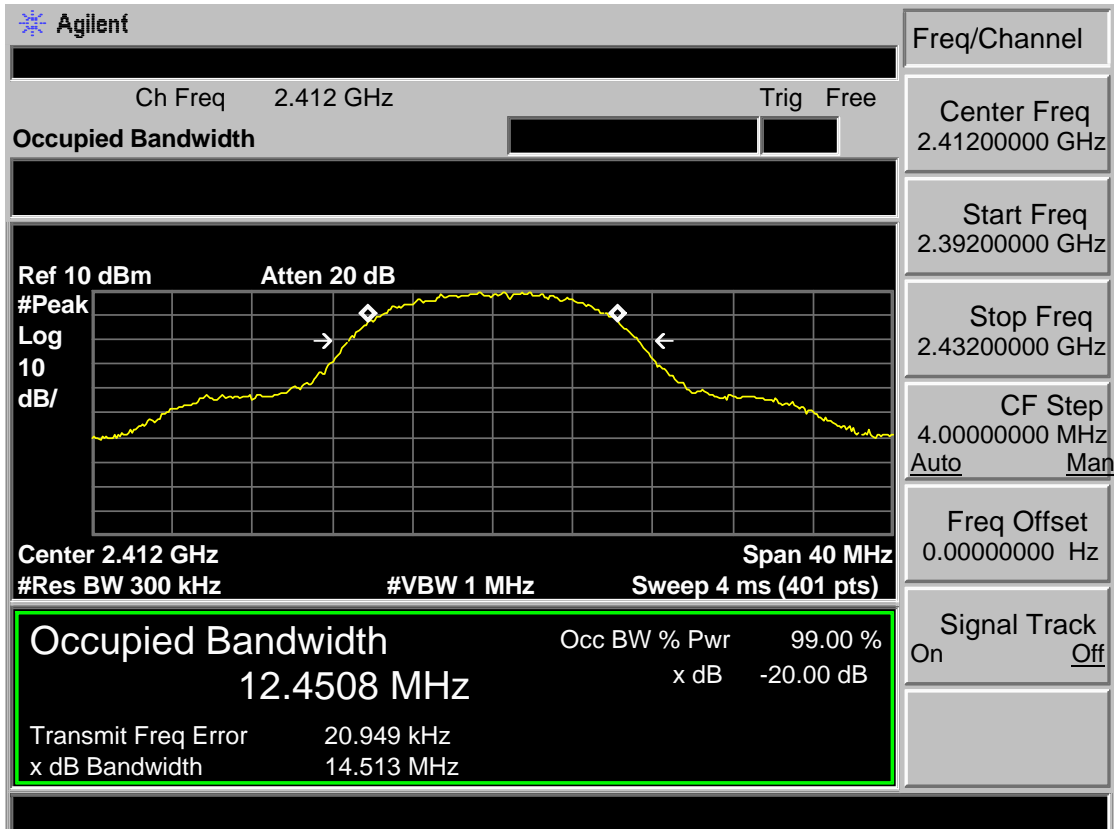 Agilent
Freq/Channel
Ch Freq 2.412 GHz Trig Free
Occupied Bandwidth
Center Freq
2.41200000 GHz
Start Freq
2.39200000 GHz
Stop Freq
2.43200000 GHz
CF Step
4.00000000 MHz
Auto Man
Freq Offset
0.00000000 Hz
Signal Track
On Off
Ref 10 dBm Atten 20 dB
#Peak
Log
10
dB/
Center 2.412 GHz Span 40 MHz
#Res BW 300 kHz #VBW 1 MHz Sweep 4 ms (401 pts)
Occupied Bandwidth Occ BW % Pwr 99.00 %
12.4508 MHz x dB -20.00 dB
Transmit Freq Error 20.949 kHz
x dB Bandwidth 14.513 MHz